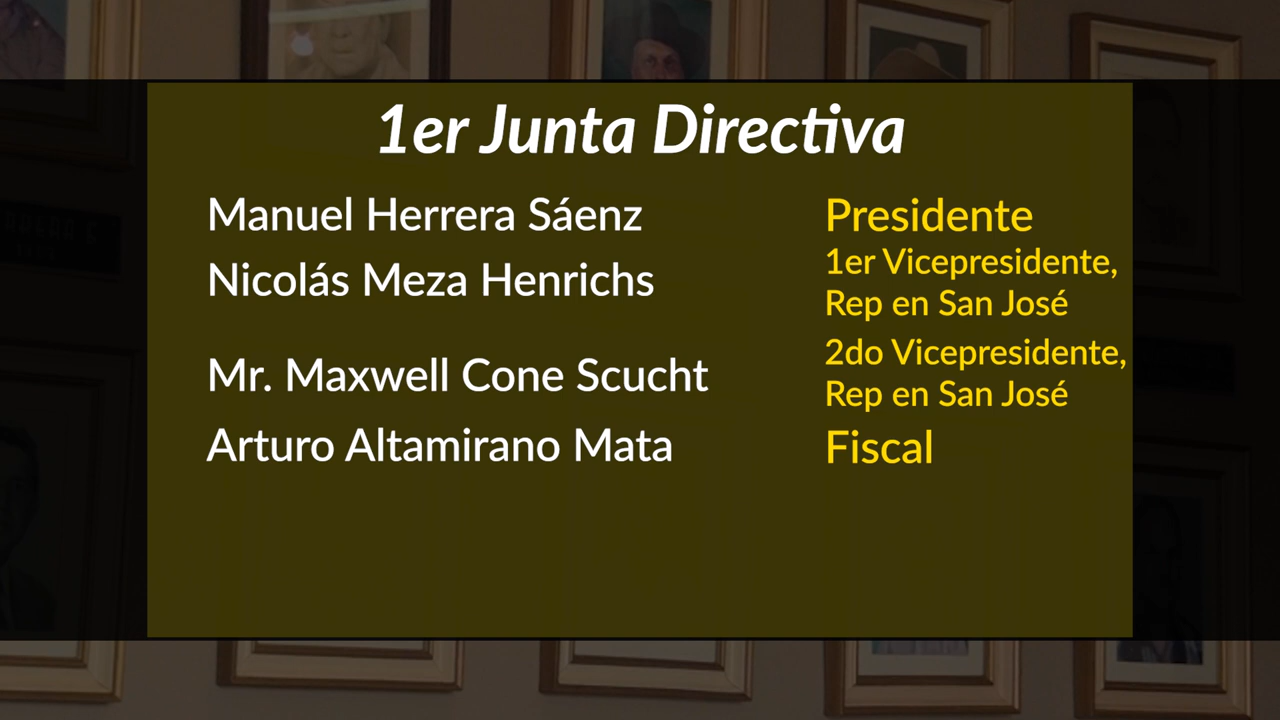 1er Junta Directiva
Manuel Herrera Sáenz Presidente
Nicolás Meza Henrichs 1er Vicepresidente,
Rep en San José
Mr. Maxwell Cone Scucht 2do Vicepresidente,
Rep en San José
Arturo Altamirano Mata Fiscal